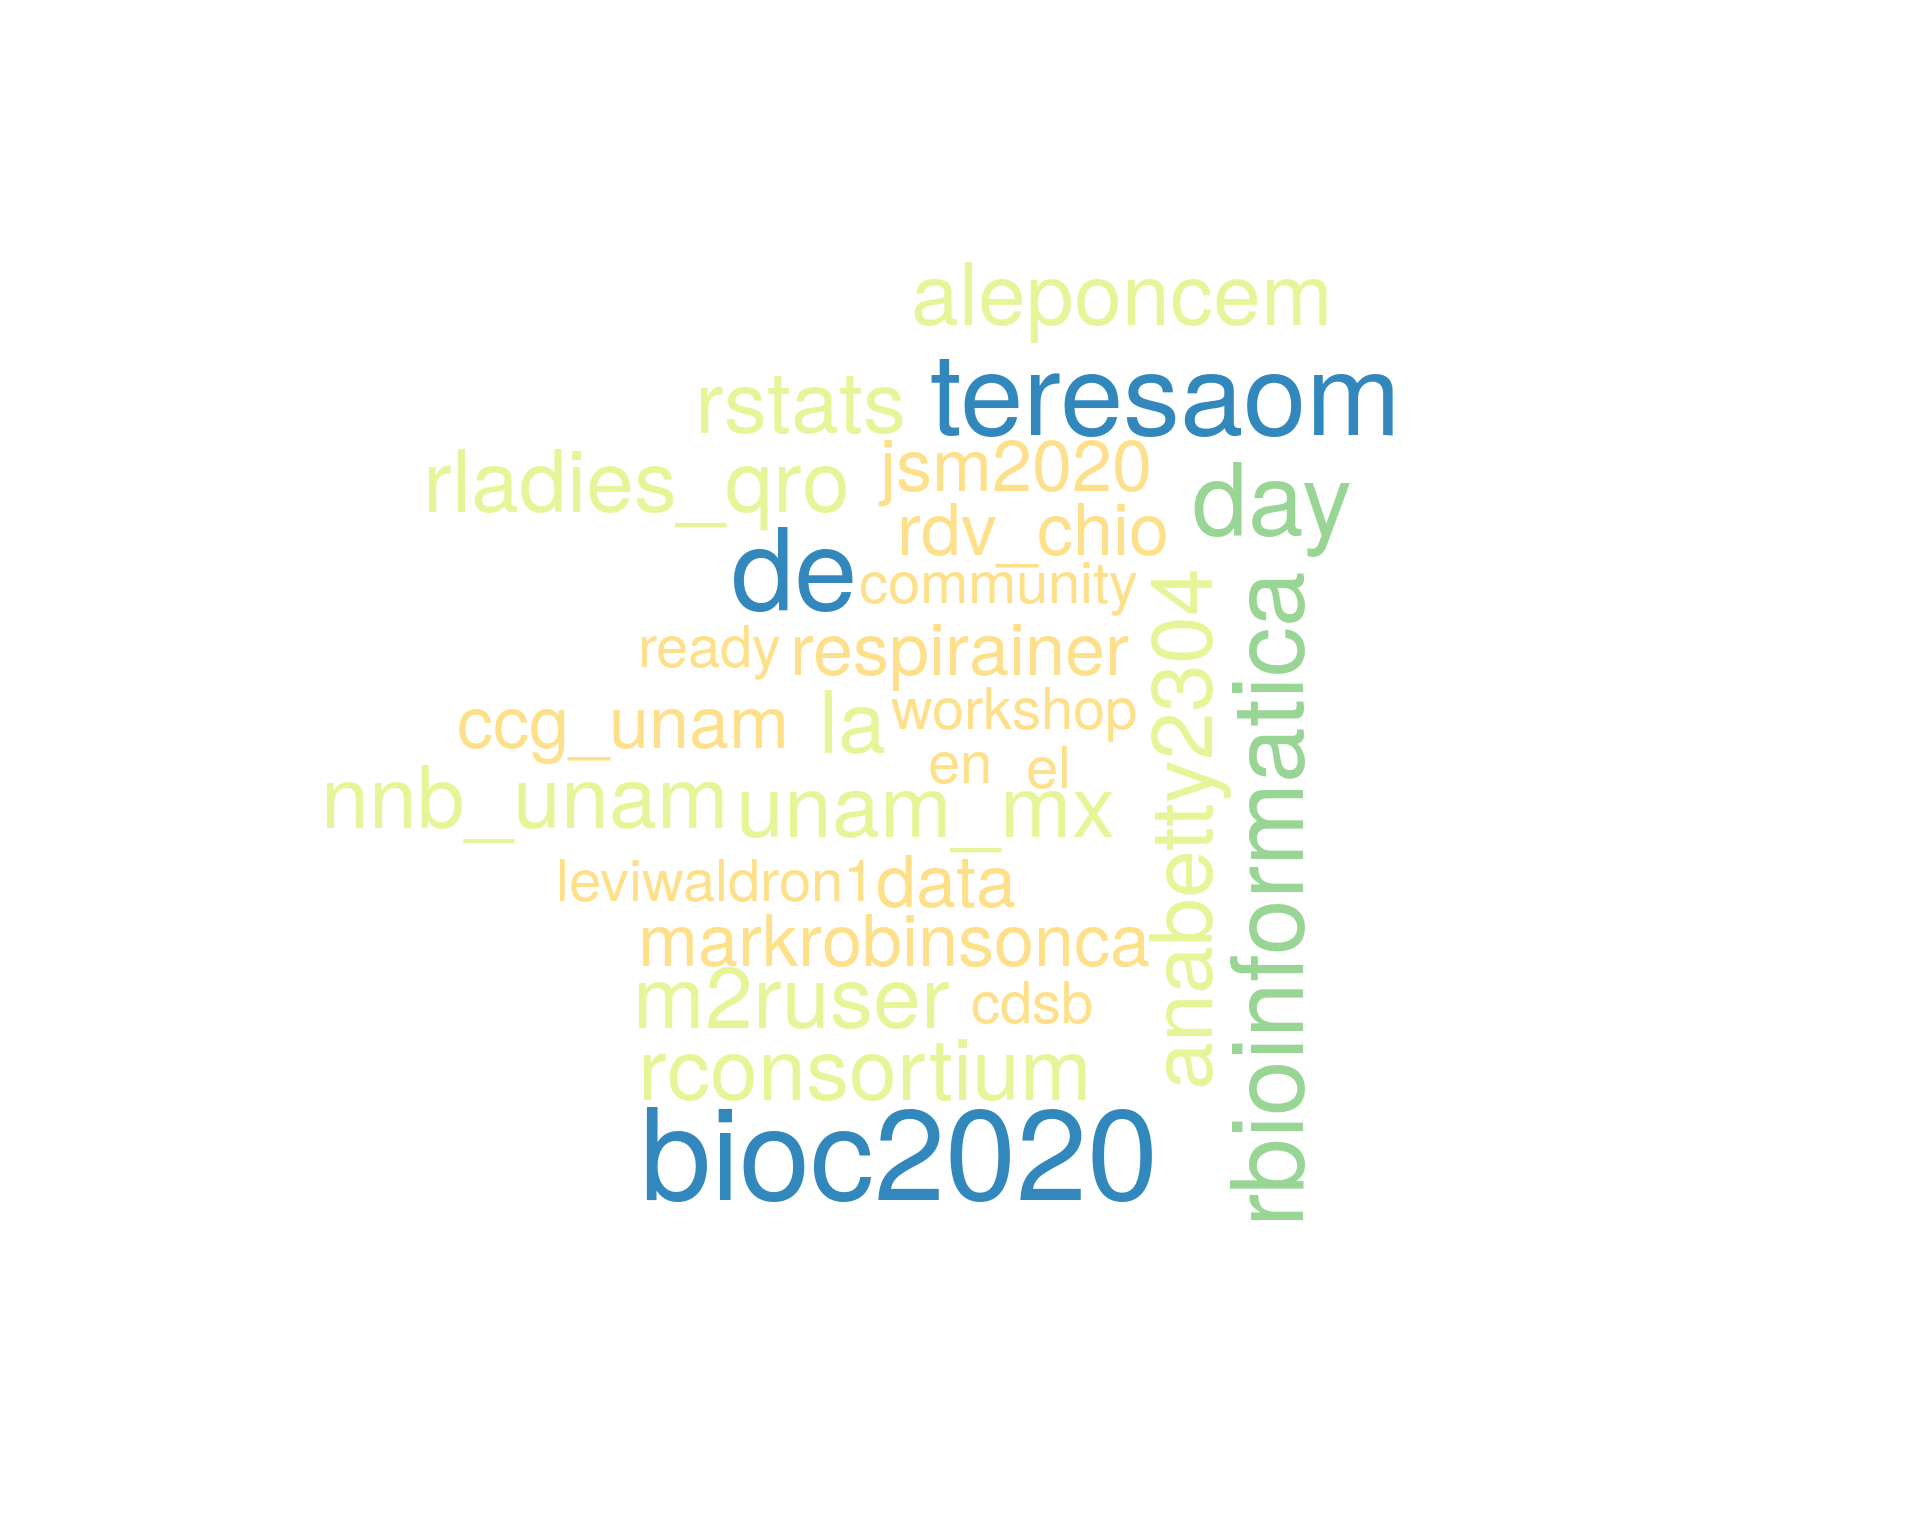 aleponcem
rstats teresaom
rladies_qro jsm2020 day
rdv_chio
de community
ready respirainer
ccg_unam la workshop
en el
nnb_unam unam_mx
leviwaldron1 data
markrobinsonca
m2ruser cdsb
rconsortium
bioc2020
anabetty2304
rbioinformatica